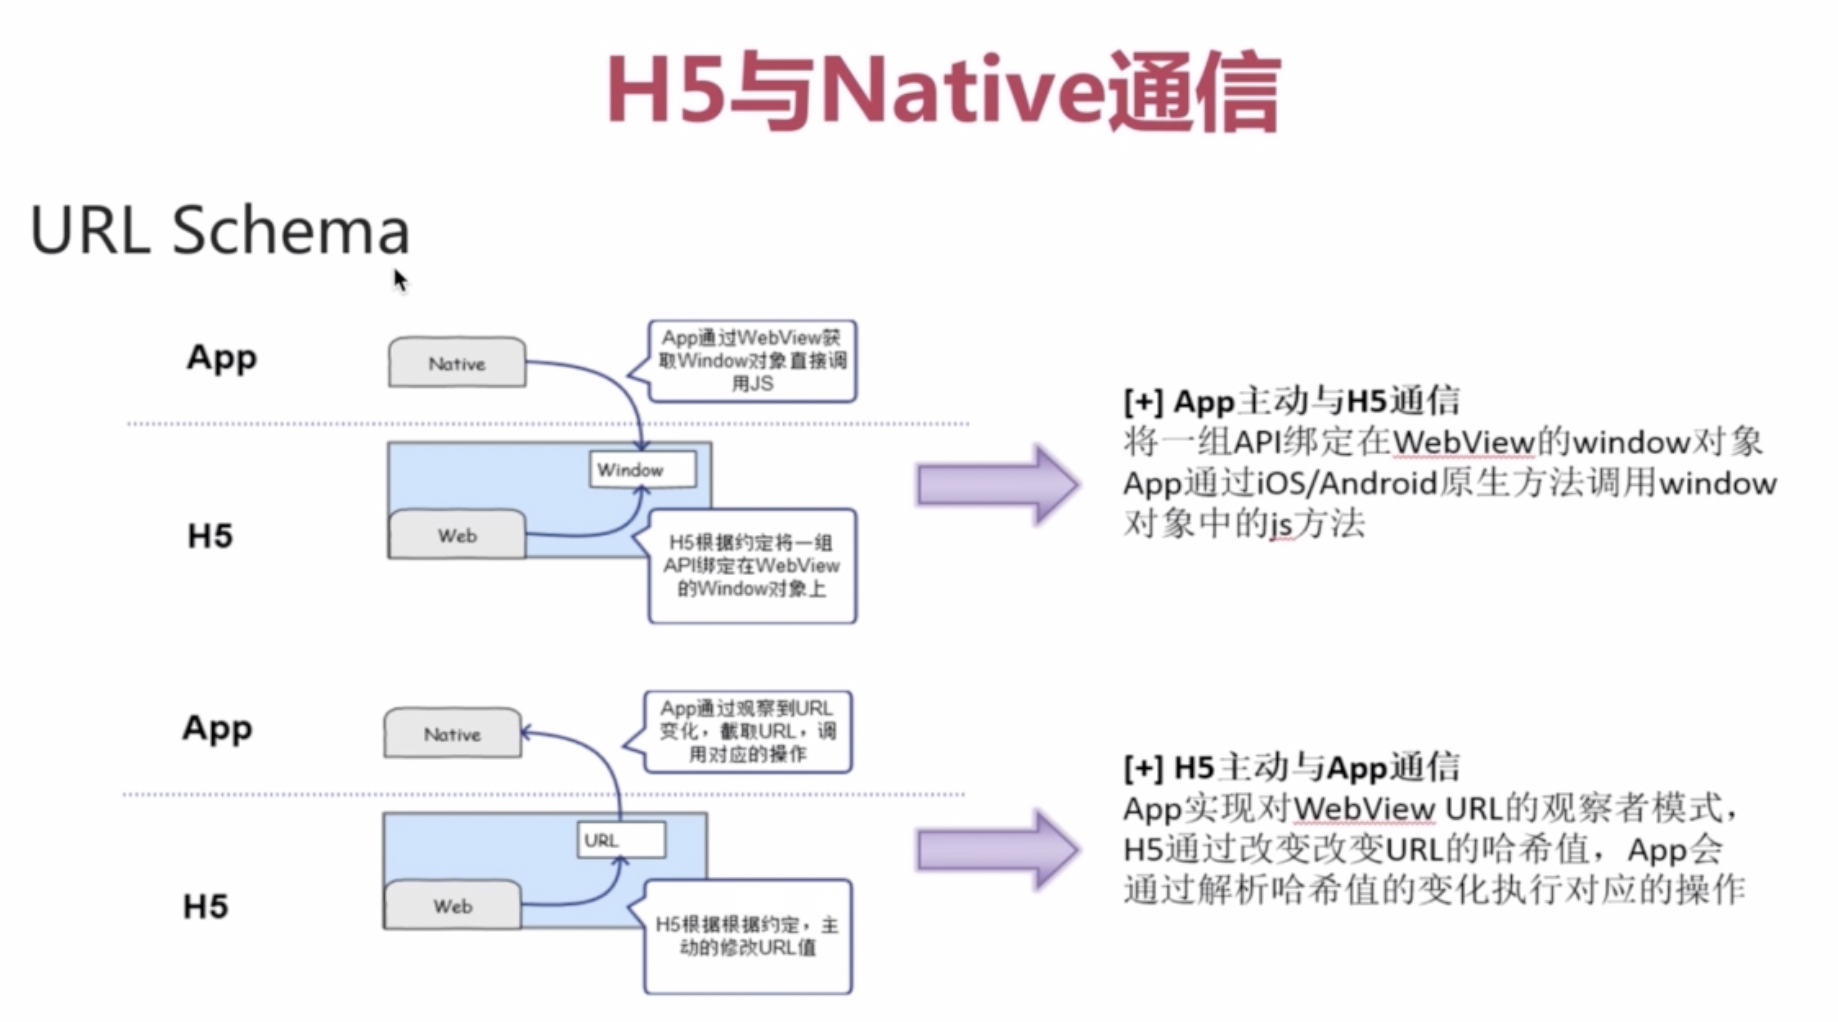 H5与Native通信
URL Schema
App
Native
App通过WebView获
取Window对象直接调
用JS
H5
Window
Web
H5根据约定将一组
API绑定在WebView
的Window对象上
[+] App主动与H5通信
将一组API绑定在WebView的window对象
App通过iOS/Android原生方法调用window
对象中的js方法
App
Native
App通过观察到URL
变化，截取URL，调
用对应的操作
H5
URL
Web
H5根据根据约定，主
动的修改URL值
[+] H5主动与App通信
App实现对WebView URL的观察者模式，
H5通过改变改变URL的哈希值，App会
通过解析哈希值的变化执行对应的操作